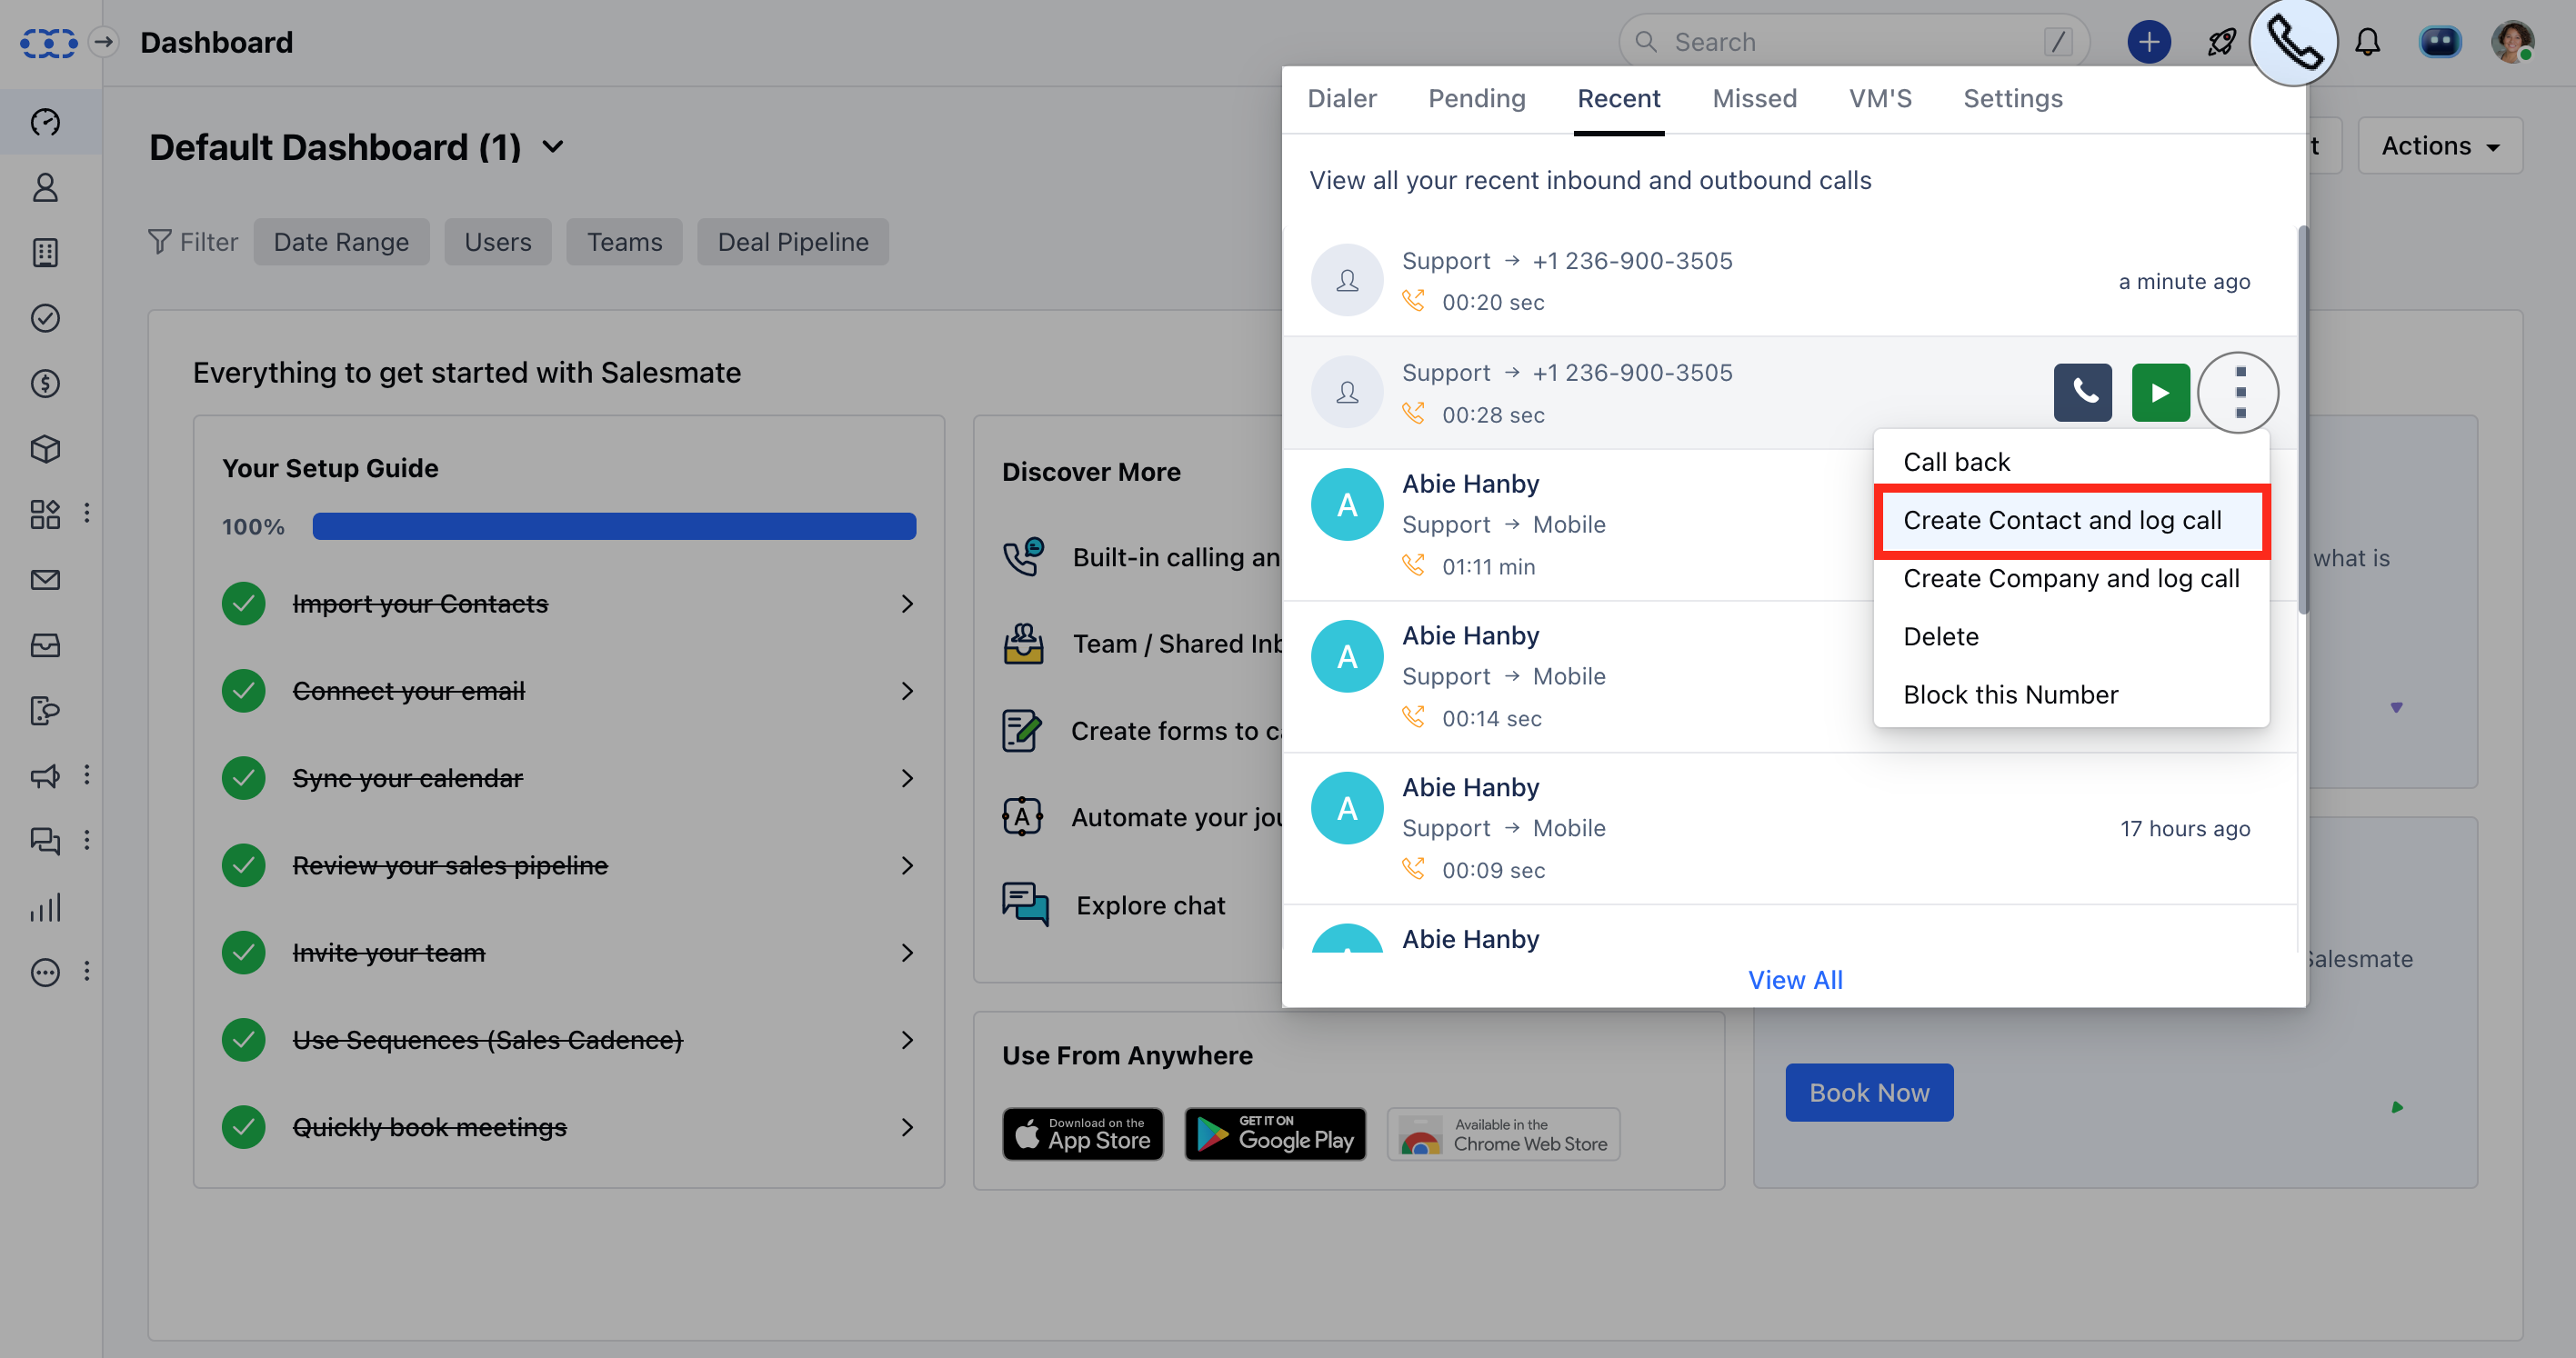 Dashboard
Search /
Default Dashboard (1)
Actions
Filter Date Range Users Teams Deal Pipeline
Everything to get started with Salesmate
Your Setup Guide
100%
Import your Contacts
Connect your email
Sync your calendar
Review your sales pipeline
Invite your team
Use Sequences (Sales Cadence)
Quickly book meetings
Discover More
Built-in calling an
Team / Shared Inb
Create forms to c
Automate your jou
A
Explore chat
Use From Anywhere
Download on the
App Store
GET IT ON
Google Play
Available in the
Chrome Web Store
Dialer Pending Recent Missed VM'S Settings
View all your recent inbound and outbound calls
Support → +1 236-900-3505
00:20 sec
a minute ago
Support → +1 236-900-3505
00:28 sec
A
Abie Hanby
Support → Mobile
01:11 min
A
Abie Hanby
Support → Mobile
00:14 sec
A
Abie Hanby
Support → Mobile
00:09 sec
17 hours ago
Abie Hanby
View All
Call back
Create Contact and log call
Create Company and log call
Delete
Block this Number
t
what is
Salesmate
Book Now